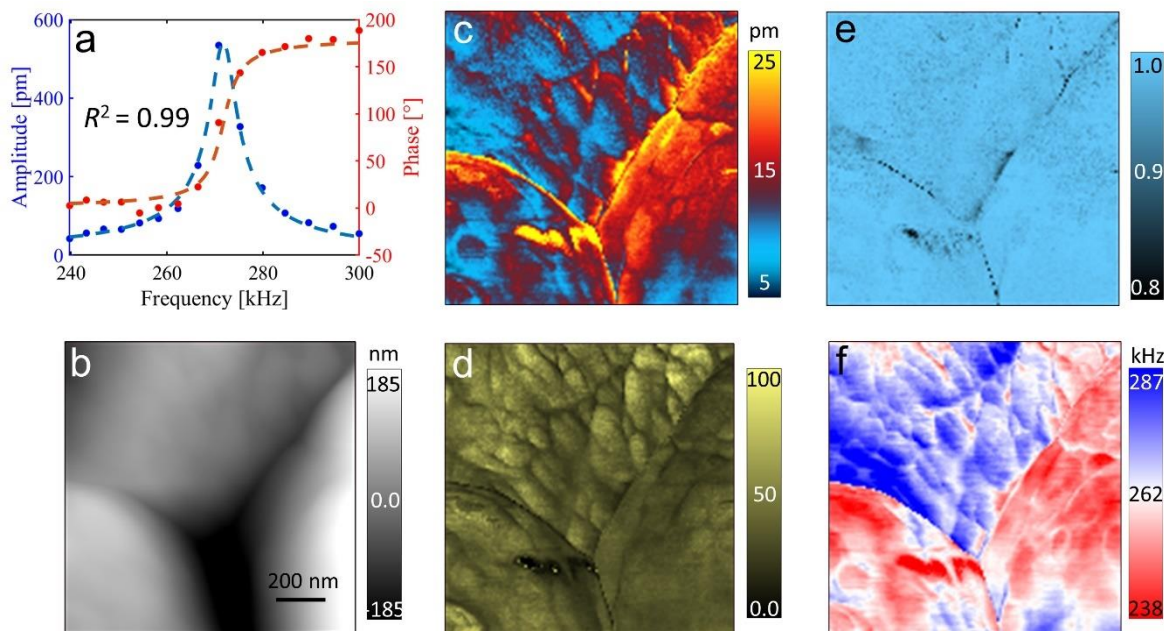 a
600
400
200
0
Amplitude [pm]
R² = 0.99
200
150
100
50
0
-50
Phase [°]
240
260
280
300
Frequency [kHz]
c
pm
25
15
5
e
1.0
0.9
0.8
b
nm
185
0.0
-185
200 nm
d
100
50
0.0
f
kHz
287
262
238